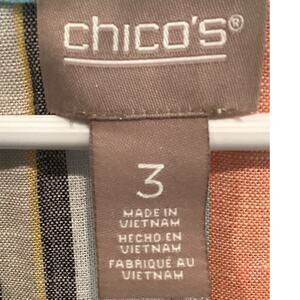 chico's®
3
MADE IN
VIETNAM
HECHO EN
VIETNAM
FABRIQUÉ AU
VIETNAM